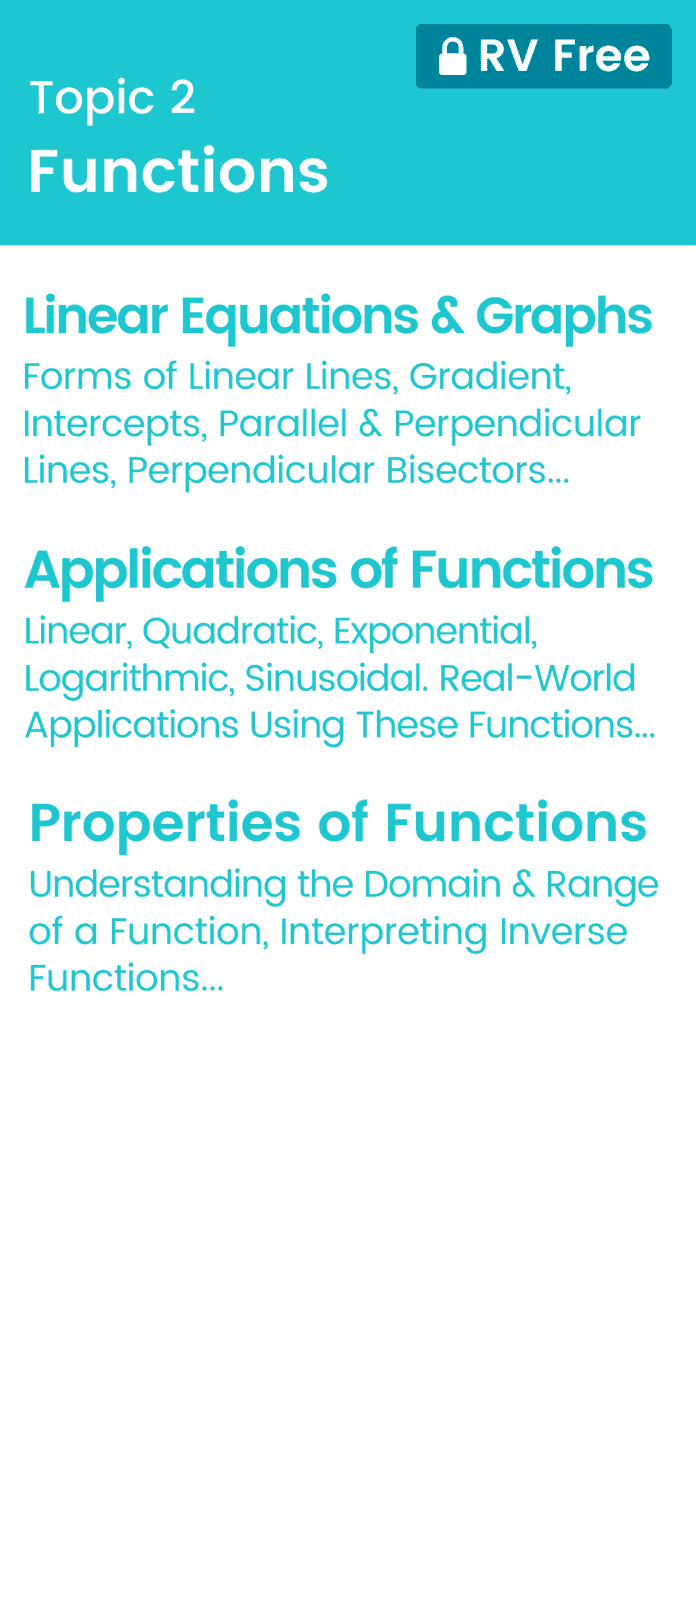 RV Free
Topic 2
Functions
Linear Equations & Graphs
Forms of Linear Lines, Gradient,
Intercepts, Parallel & Perpendicular
Lines, Perpendicular Bisectors...
Applications of Functions
Linear, Quadratic, Exponential,
Logarithmic, Sinusoidal. Real-World
Applications Using These Functions...
Properties of Functions
Understanding the Domain & Range
of a Function, Interpreting Inverse
Functions...